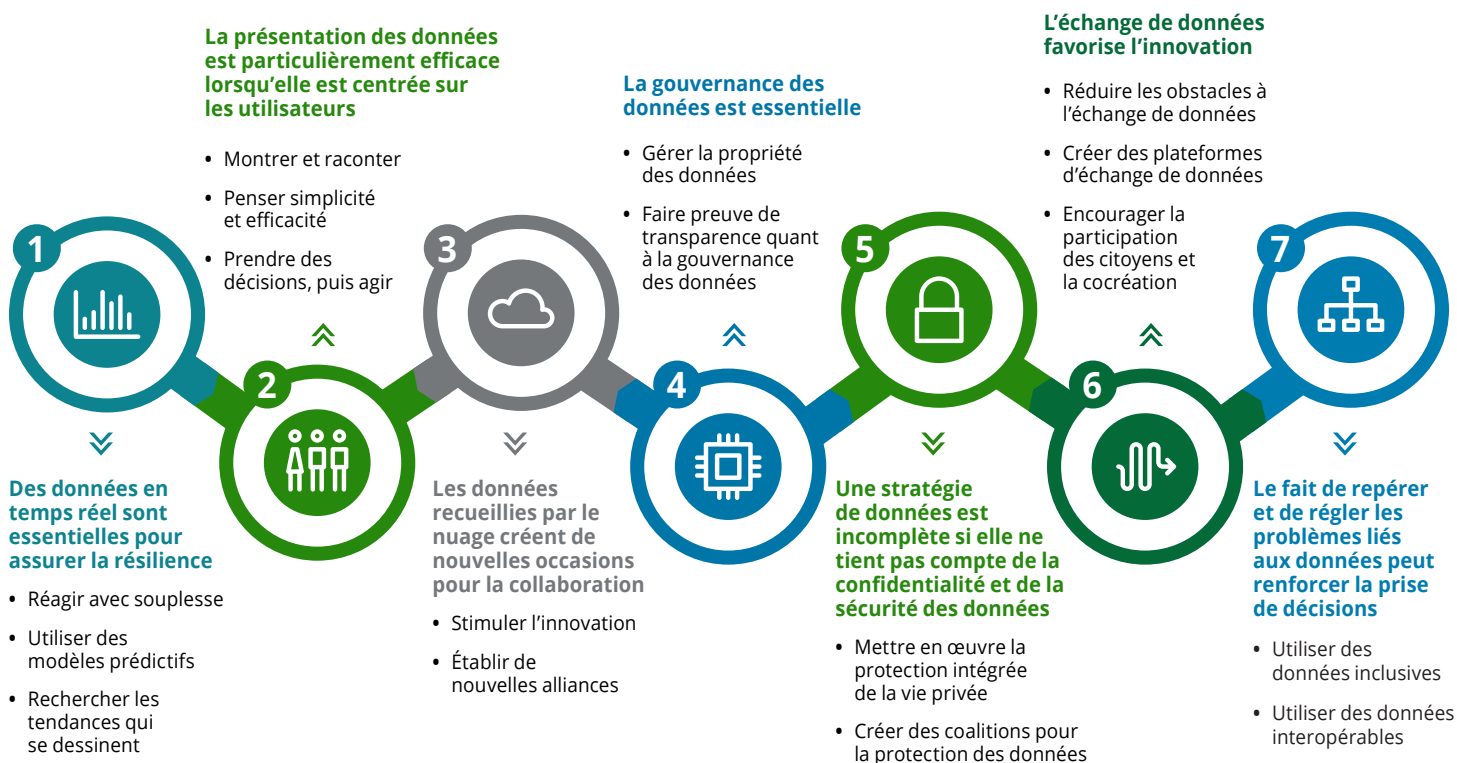 1
Des données en
temps réel sont
essentielles pour
assurer la résilience
• Réagir avec souplesse
• Utiliser des
modèles prédictifs
• Rechercher les
tendances qui
se dessinent
La présentation des données
est particulièrement efficace
lorsqu’elle est centrée sur
les utilisateurs
• Montrer et raconter
• Penser simplicité
et efficacité
• Prendre des
décisions, puis agir
2
3
Les données
recueillies par le
nuage créent de
nouvelles occasions
pour la collaboration
• Stimuler l’innovation
• Établir de
nouvelles alliances
La gouvernance des
données est essentielle
• Gérer la propriété
des données
• Faire preuve de
transparence quant
à la gouvernance
des données
4
5
Une stratégie
de données est
incomplète si elle ne
tient pas compte de la
confidentialité et de la
sécurité des données
• Mettre en œuvre la
protection intégrée
de la vie privée
• Créer des coalitions pour
la protection des données
L’échange de données
favorise l’innovation
• Réduire les obstacles à
l’échange de données
• Créer des plateformes
d’échange de données
• Encourager la
participation
des citoyens et
la cocréation
6
7
Le fait de repérer
et de régler les
problèmes liés
aux données peut
renforcer la prise
de décisions
• Utiliser des
données inclusives
• Utiliser des données
interopérables